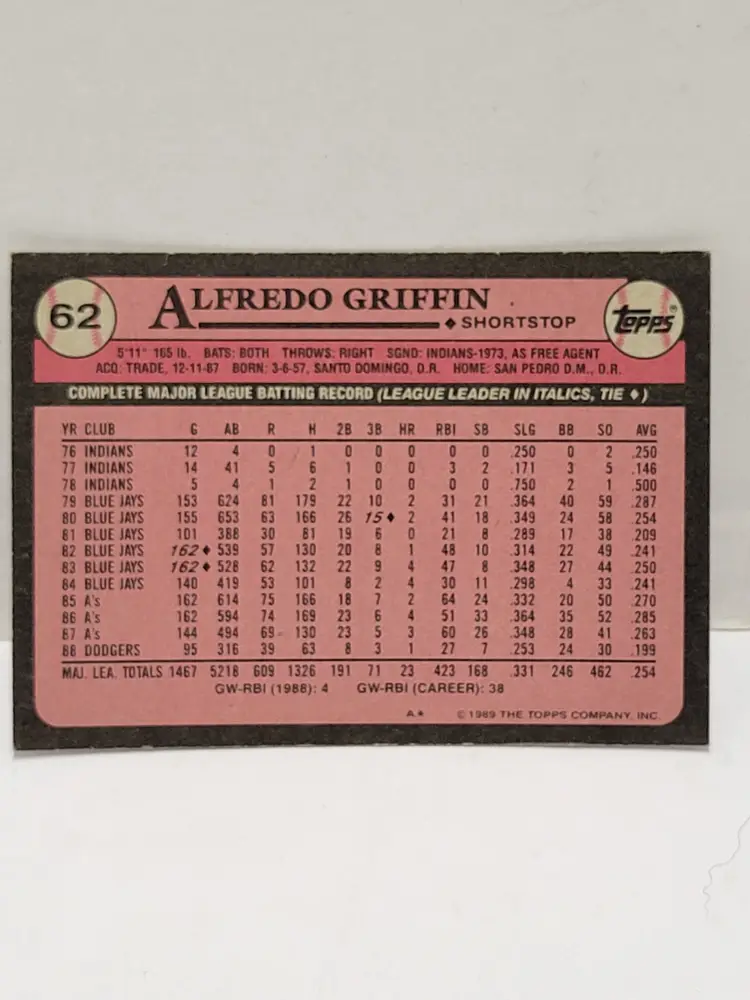 62 ALFREDO GRIFFIN topps®
♦ SHORTSTOP
5'11" 165 lb. BATS: BOTH THROWS: RIGHT SGND: INDIANS-1973, AS FREE AGENT
ACQ: TRADE, 12-11-87 BORN: 3-6-57, SANTO DOMINGO, D.R. HOME: SAN PEDRO D.M., D.R.
COMPLETE MAJOR LEAGUE BATTING RECORD (LEAGUE LEADER IN ITALICS, TIE ♦)
YR CLUB G AB R H 2B 3B HR RBI SB SLG BB SO AVG
76 INDIANS 12 4 0 1 0 0 0 0 0 .250 0 2 .250
77 INDIANS 14 41 5 6 1 0 0 3 2 .171 3 5 .146
78 INDIANS 5 4 1 2 1 0 0 0 0 .750 2 1 .500
79 BLUE JAYS 153 624 81 179 22 10 2 31 21 .364 40 59 .287
80 BLUE JAYS 155 653 63 166 26 15♦ 2 41 18 .349 24 58 .254
81 BLUE JAYS 101 388 30 81 19 6 0 21 8 .289 17 38 .209
82 BLUE JAYS 162♦ 539 57 130 20 8 1 48 10 .314 22 49 .241
83 BLUE JAYS 162♦ 528 62 132 22 9 4 47 8 .348 27 44 .250
84 BLUE JAYS 140 419 53 101 8 2 4 30 11 .298 4 33 .241
85 A's 162 614 75 166 18 7 2 64 24 .332 20 50 .270
86 A's 162 594 74 169 23 6 4 51 33 .364 35 52 .285
87 A's 144 494 69 130 23 5 3 60 26 .348 28 41 .263
88 DODGERS 95 316 39 63 8 3 1 27 7 .253 24 30 .199
MAJ. LEA. TOTALS 1467 5218 609 1326 191 71 23 423 168 .331 246 462 .254
GW-RBI (1988): 4 GW-RBI (CAREER): 38
A* © 1989 THE TOPPS COMPANY, INC.